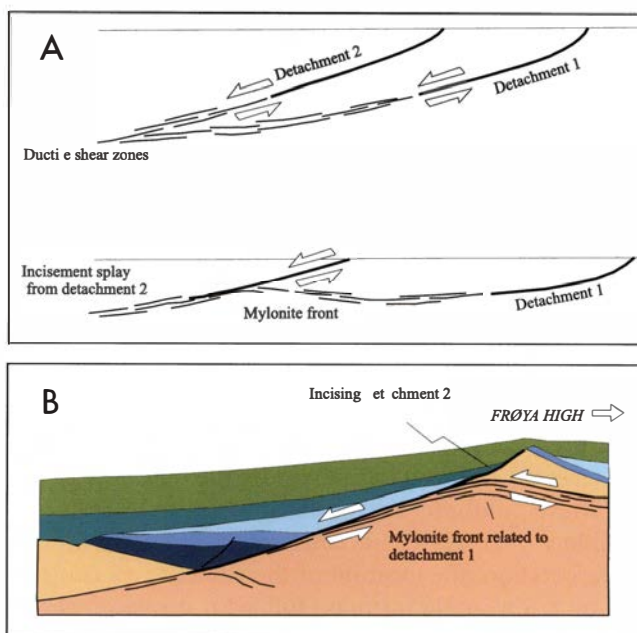 A
Detachment 2
Detachment 1
Ducti e shear zones
Incisement splay
from detachment 2
Mylonite front
Detachment 1
B
Incising et chment 2
FRØYA HIGH
Mylonite front related to
detachment 1